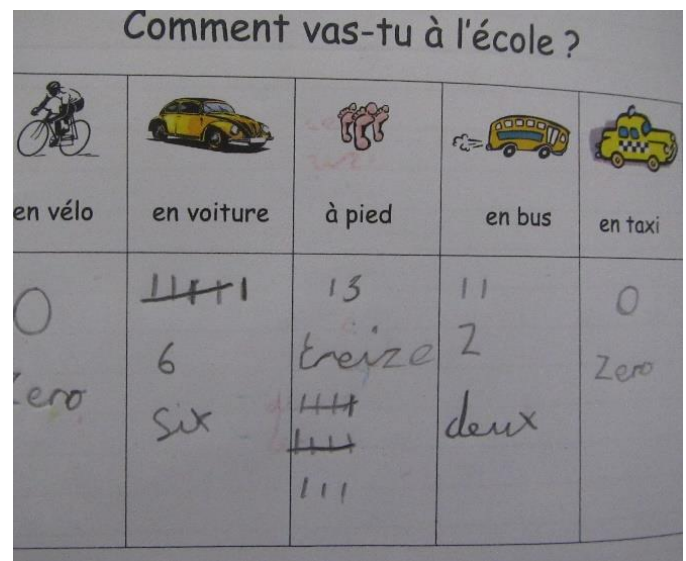 Comment vas-tu à l'école ?
en vélo
en voiture
à pied
en bus
en taxi
0
zero
6
six
13
treize
11
2
deux
0
Zero